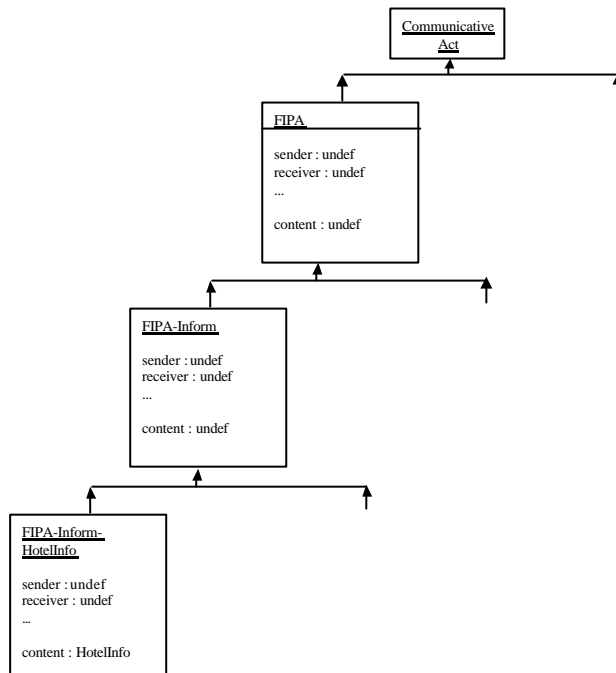 Communicative
Act
FIPA
sender : undef
receiver : undef
...
content : undef
FIPA-Inform
sender : undef
receiver : undef
...
content : undef
FIPA-Inform-
HotelInfo
sender : undef
receiver : undef
...
content : HotelInfo